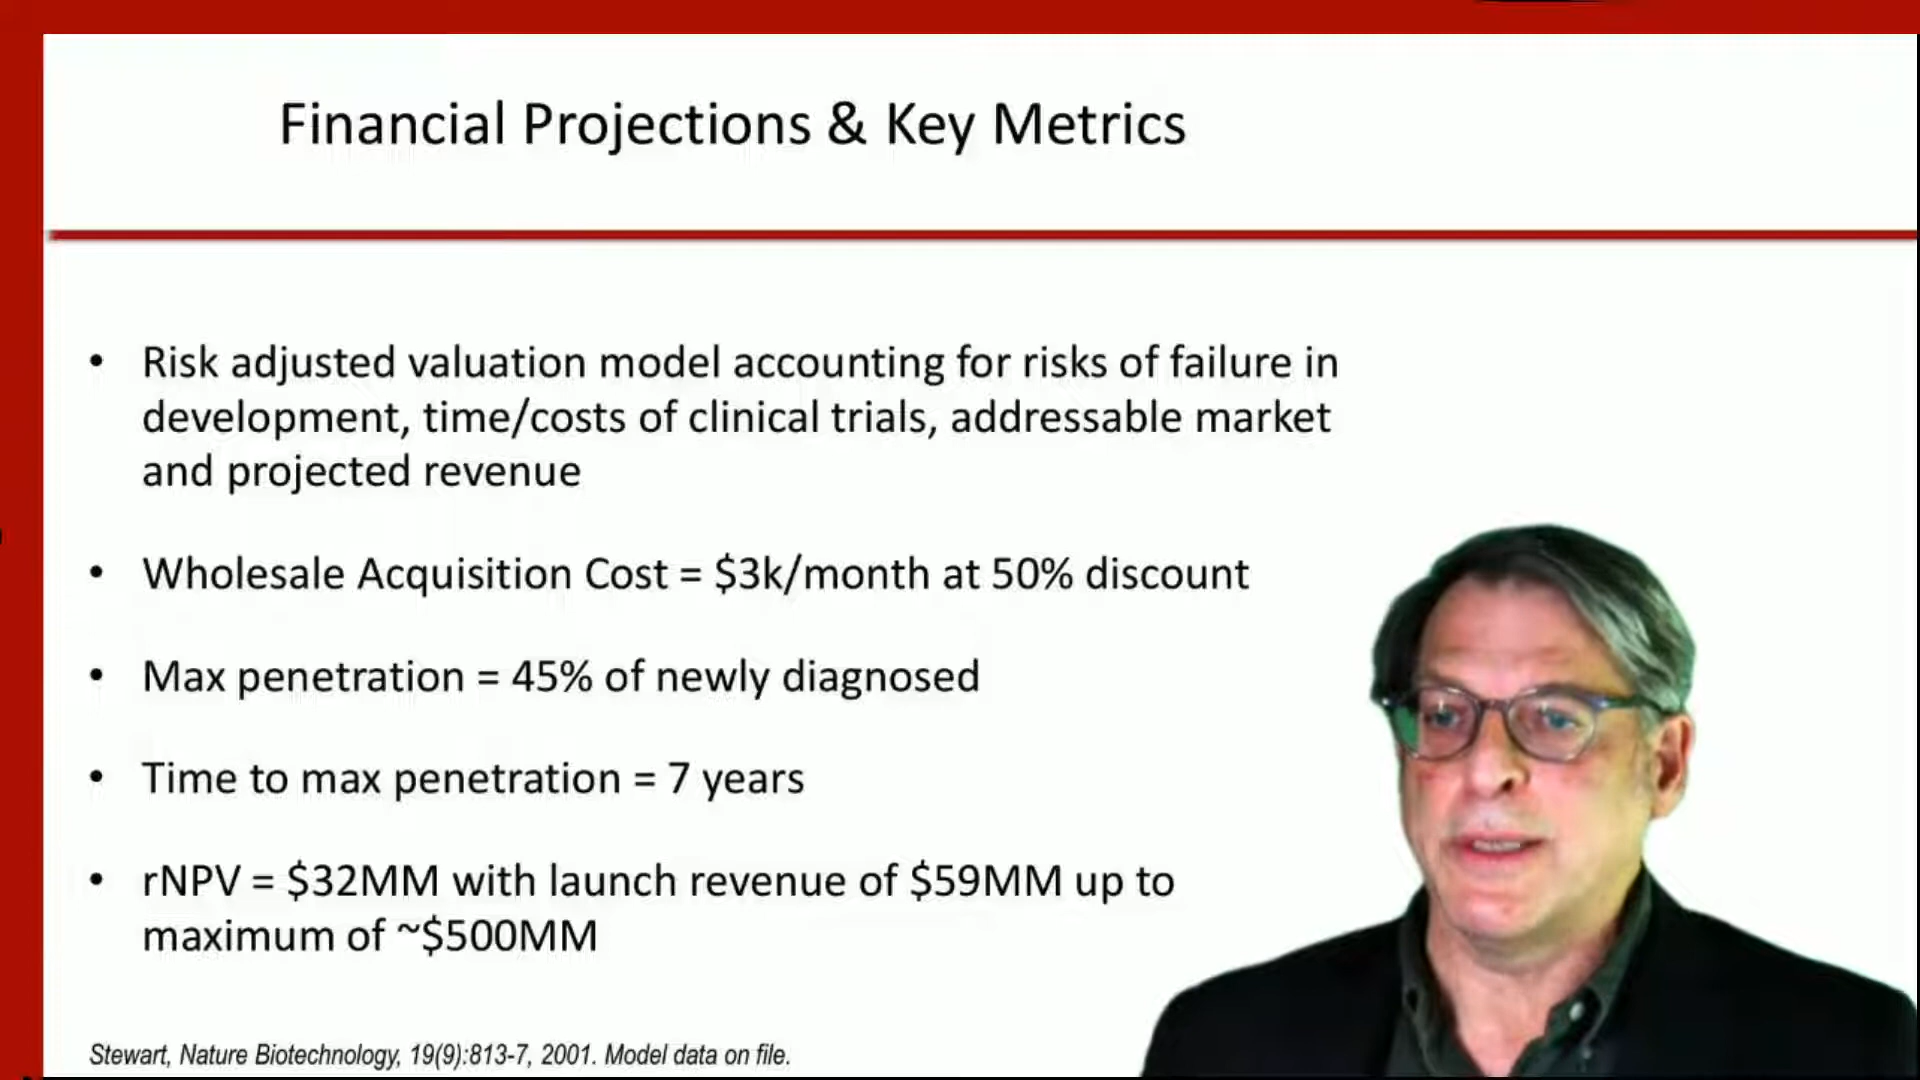 Financial Projections & Key Metrics
• Risk adjusted valuation model accounting for risks of failure in
development, time/costs of clinical trials, addressable market
and projected revenue
• Wholesale Acquisition Cost = $3k/month at 50% discount
• Max penetration = 45% of newly diagnosed
• Time to max penetration = 7 years
• rNPV = $32MM with launch revenue of $59MM up to
maximum of ~$500MM
Stewart, Nature Biotechnology, 19(9):813-7, 2001. Model data on file.